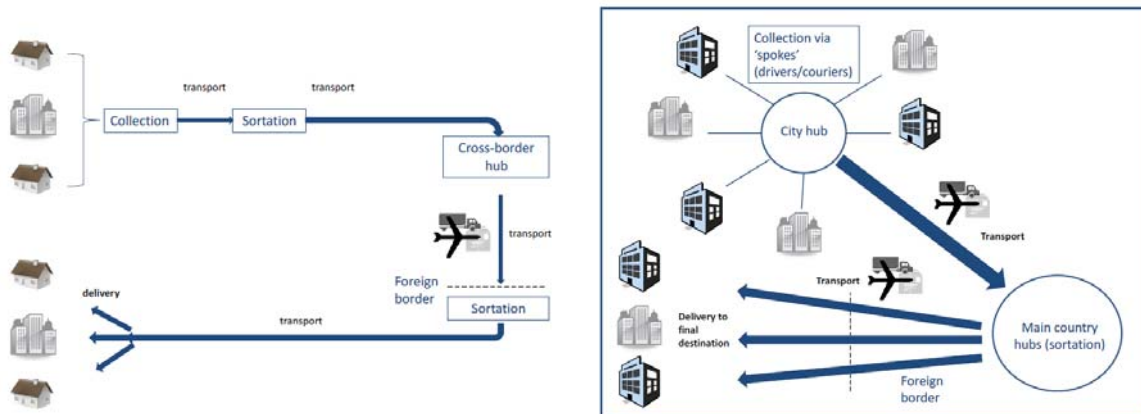 transport
transport
Collection
Sortation
Cross-border
hub
transport
Foreign
border
Sortation
delivery
transport
Collection via
‘spokes’
(drivers/couriers)
City hub
Transport
Transport
Main country
hubs (sortation)
Delivery to
final
destination
Foreign
border